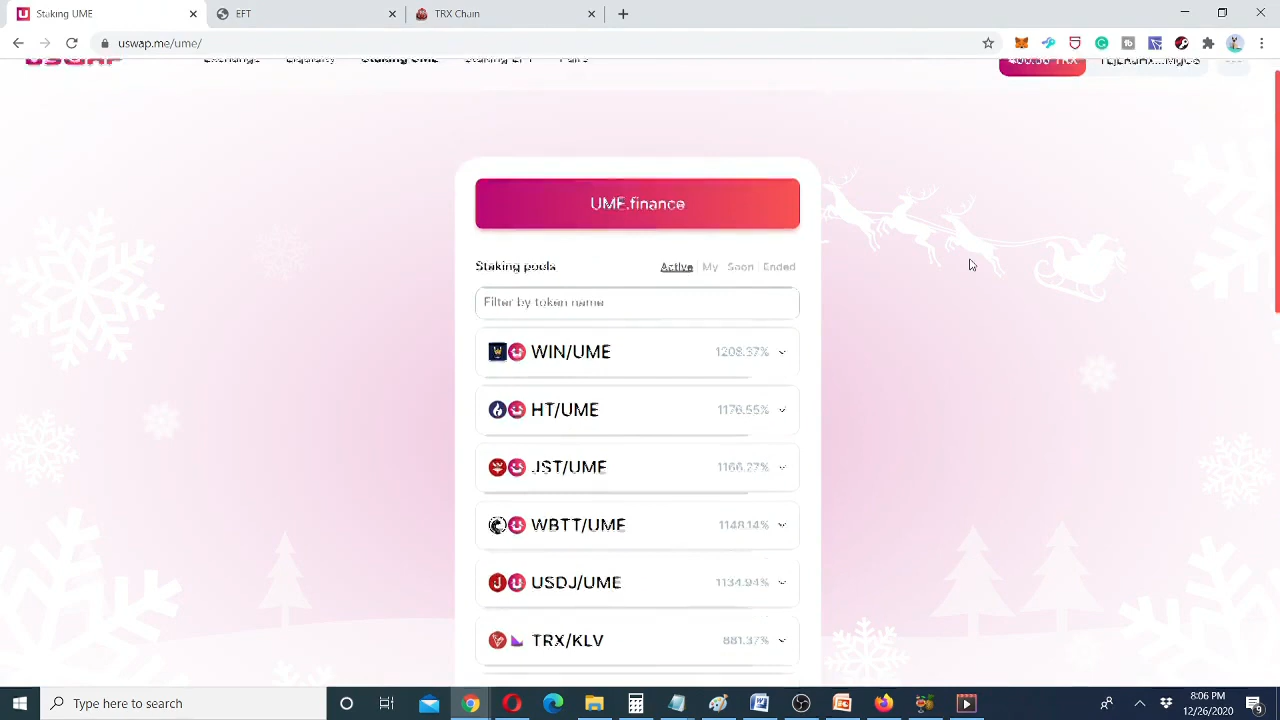 Staking UME
EFT
TRX Chain
uswap.me/ume/
UME.finance
Staking pools Active My Soon Ended
Filter by token name
WIN/UME 1208.37%
HT/UME 1176.55%
JST/UME 1166.27%
WBTT/UME 1148.14%
USDJ/UME 1134.94%
TRX/KLV 881.37%
Type here to search
8:06 PM
12/26/2020
9